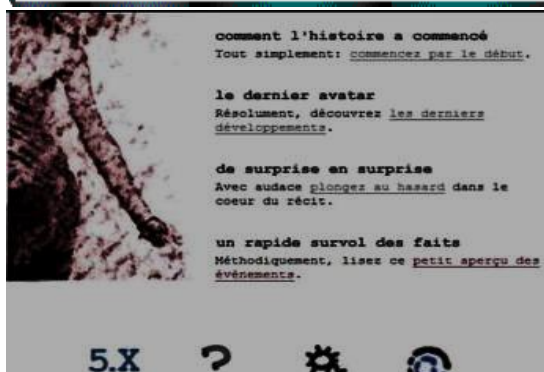 comment l'histoire a commencé
Tout simplement: commencez par le début.
le dernier avatar
Résolument, découvrez les derniers
développements.
de surprise en surprise
Avec audace plongez au hasard dans le
coeur du récit.
un rapide survol des faits
Méthodiquement, lisez ce petit aperçu des
événements.
5.X ?